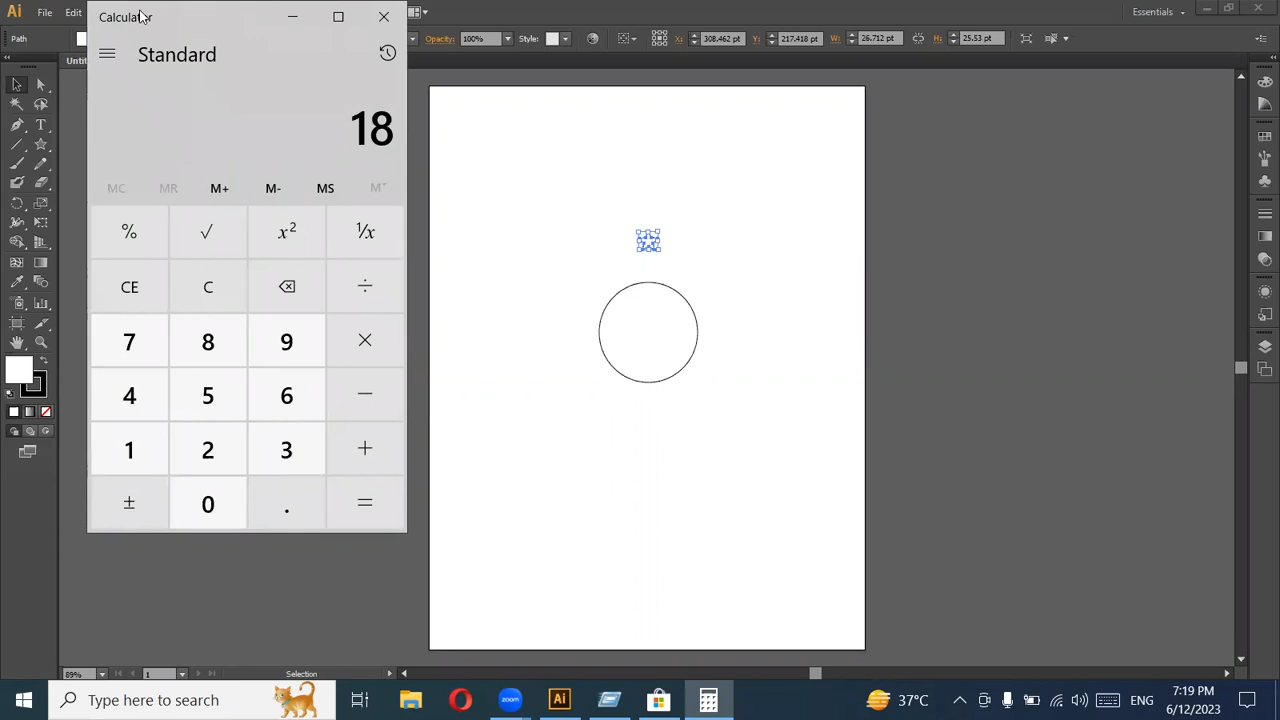 Ai File Edit
Calculator
Essentials
Path
Opacity: 100% Style: X: 308.462 pt Y: 217.418 pt W: 26.712 pt H: 25.53 pt
Standard
18
MC MR M+ M- MS M˅
% √ x² ¹/x
CE C ÷
7 8 9 ×
4 5 6 −
1 2 3 +
± 0 . =
89% 1 Selection
Type here to search
37°C ENG 7:19 PM
6/12/2023